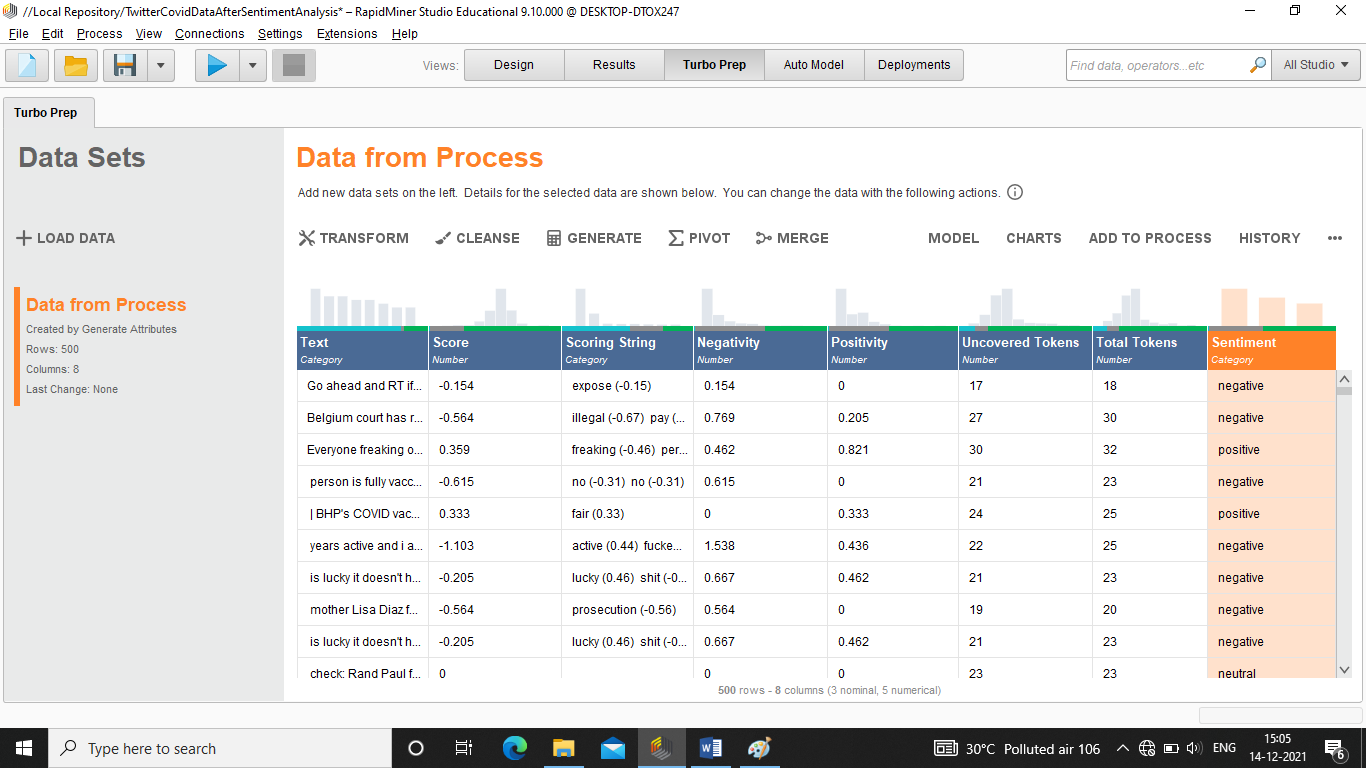 //Local Repository/TwitterCovidDataAfterSentimentAnalysis* – RapidMiner Studio Educational 9.10.000 @ DESKTOP-DTOX247
File Edit Process View Connections Settings Extensions Help
Views: Design Results Turbo Prep Auto Model Deployments Find data, operators...etc All Studio
Turbo Prep
Data Sets
LOAD DATA
Data from Process
Created by Generate Attributes
Rows: 500
Columns: 8
Last Change: None
Data from Process
Add new data sets on the left. Details for the selected data are shown below. You can change the data with the following actions.
TRANSFORM CLEANSE GENERATE PIVOT MERGE MODEL CHARTS ADD TO PROCESS HISTORY •••
Text Score Scoring String Negativity Positivity Uncovered Tokens Total Tokens Sentiment
Category Number Category Number Number Number Number Category
Go ahead and RT if... -0.154 expose (-0.15) 0.154 0 17 18 negative
Belgium court has r... -0.564 illegal (-0.67) pay (... 0.769 0.205 27 30 negative
Everyone freaking o... 0.359 freaking (-0.46) per... 0.462 0.821 30 32 positive
person is fully vacc... -0.615 no (-0.31) no (-0.31) 0.615 0 21 23 negative
| BHP's COVID vac... 0.333 fair (0.33) 0 0.333 24 25 positive
years active and i a... -1.103 active (0.44) fucke... 1.538 0.436 22 25 negative
is lucky it doesn't h... -0.205 lucky (0.46) shit (-0... 0.667 0.462 21 23 negative
mother Lisa Diaz f... -0.564 prosecution (-0.56) 0.564 0 19 20 negative
is lucky it doesn't h... -0.205 lucky (0.46) shit (-0... 0.667 0.462 21 23 negative
check: Rand Paul f... 0 0 0 23 23 neutral
500 rows - 8 columns (3 nominal, 5 numerical)
Type here to search 30°C Polluted air 106 ENG 15:05
14-12-2021 6